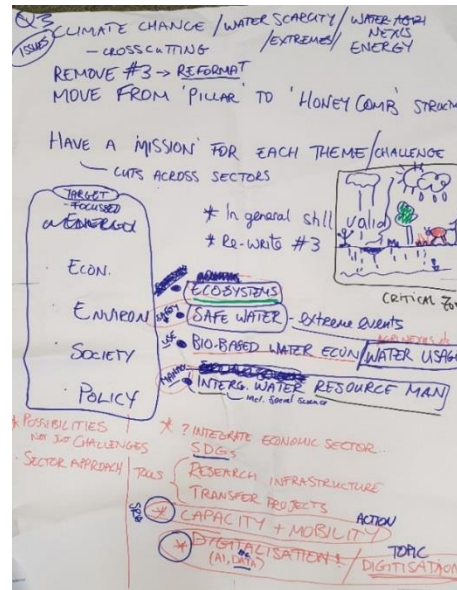 Q3
ISSUES
CLIMATE CHANGE / WATER SCARCITY / WATER-AGRI
- CROSSCUTTING /EXTREMES/ NEXUS
ENERGY
REMOVE #3 → REFORMAT
MOVE FROM 'PILLAR' TO 'HONEY COMB'
HAVE A 'MISSION' FOR EACH THEME/CHALLENGE
CUTS ACROSS SECTORS
TARGET
-FOCUSSED
* In general still valid
* Re-write #3
· ECON.
· ENVIRON
· SOCIETY
· POLICY
CRITICAL
ECOSYSTEMS
SAFETY
SAFE WATER - extreme events
USE
BIO-BASED WATER ECON/WATER USAGE
INTERG. WATER RESOURCE MAN
incl. Social Science
* POSSIBILITIES
NOT JUST CHALLENGES
· SECTOR APPROACH
* ? INTEGRATE ECONOMIC SECTOR..
SDGs
TOOLS
RESEARCH INFRASTRUCTURE
TRANSFER PROJECTS
* CAPACITY + MOBILITY ACTION
* DIGITALISATION! / TOPIC
(AI, DATA) DIGITISATION